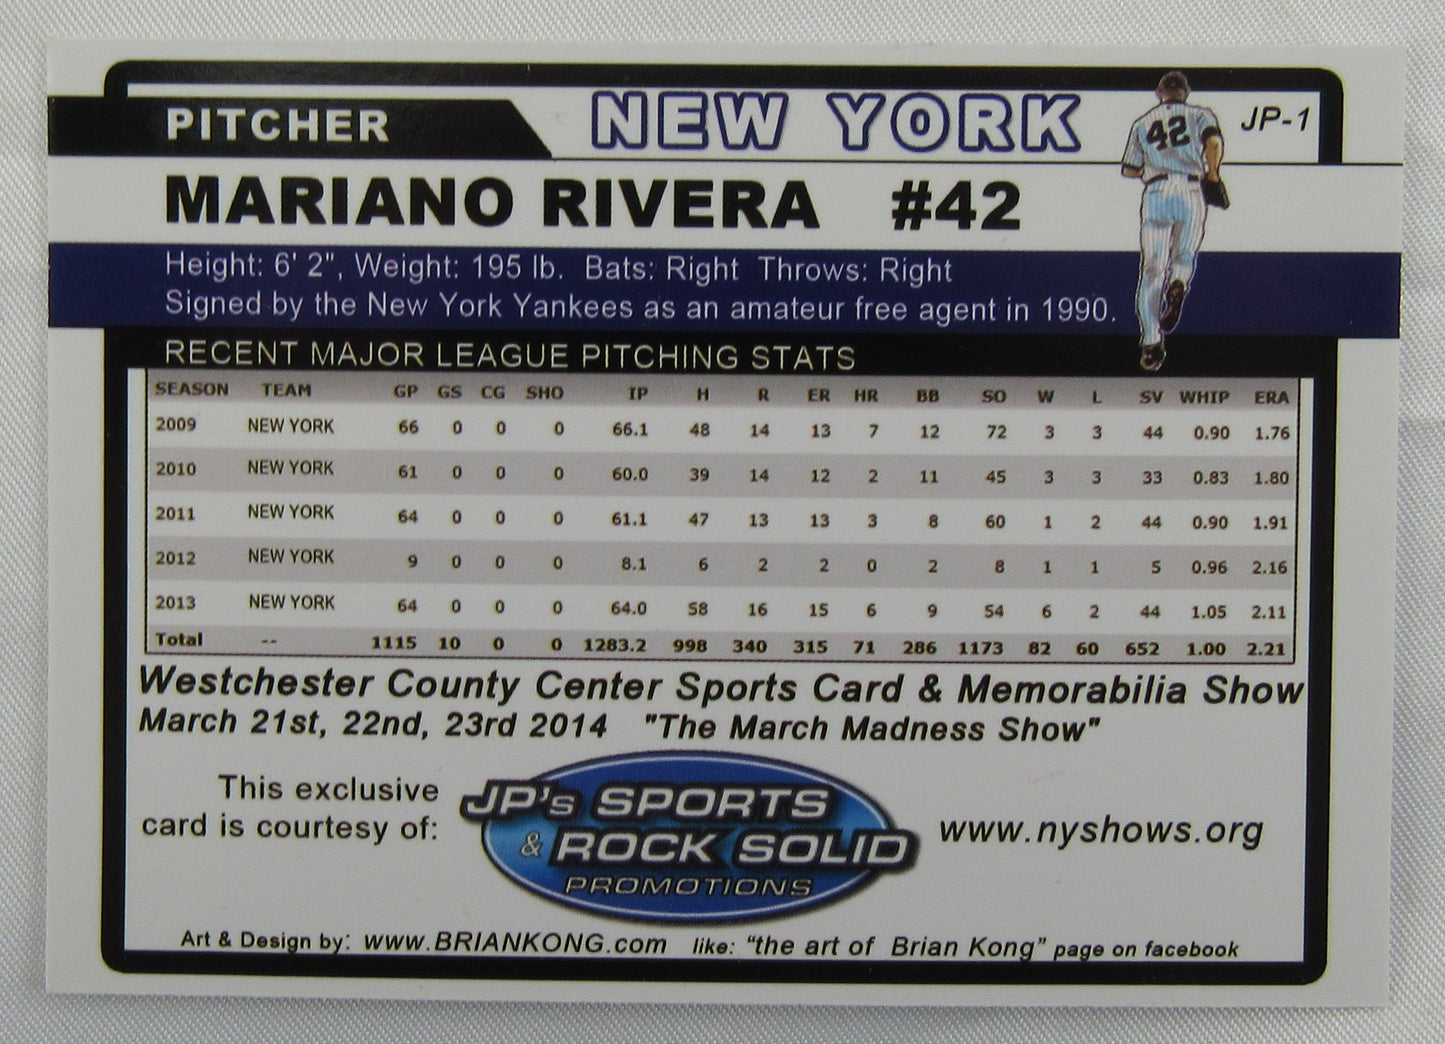 PITCHER NEW YORK JP-1
42
MARIANO RIVERA #42
Height: 6' 2", Weight: 195 lb. Bats: Right Throws: Right
Signed by the New York Yankees as an amateur free agent in 1990.
RECENT MAJOR LEAGUE PITCHING STATS
SEASON TEAM GP GS CG SHO IP H R ER HR BB SO W L SV WHIP ERA
2009 NEW YORK 66 0 0 0 66.1 48 14 13 7 12 72 3 3 44 0.90 1.76
2010 NEW YORK 61 0 0 0 60.0 39 14 12 2 11 45 3 3 33 0.83 1.80
2011 NEW YORK 64 0 0 0 61.1 47 13 13 3 8 60 1 2 44 0.90 1.91
2012 NEW YORK 9 0 0 0 8.1 6 2 2 0 2 8 1 1 5 0.96 2.16
2013 NEW YORK 64 0 0 0 64.0 58 16 15 6 9 54 6 2 44 1.05 2.11
Total -- 1115 10 0 0 1283.2 998 340 315 71 286 1173 82 60 652 1.00 2.21
Westchester County Center Sports Card & Memorabilia Show
March 21st, 22nd, 23rd 2014 "The March Madness Show"
This exclusive
card is courtesy of:
JP's SPORTS
& ROCK SOLID
PROMOTIONS
www.nyshows.org
Art & Design by: www.BRIANKONG.com like: "the art of Brian Kong" page on facebook